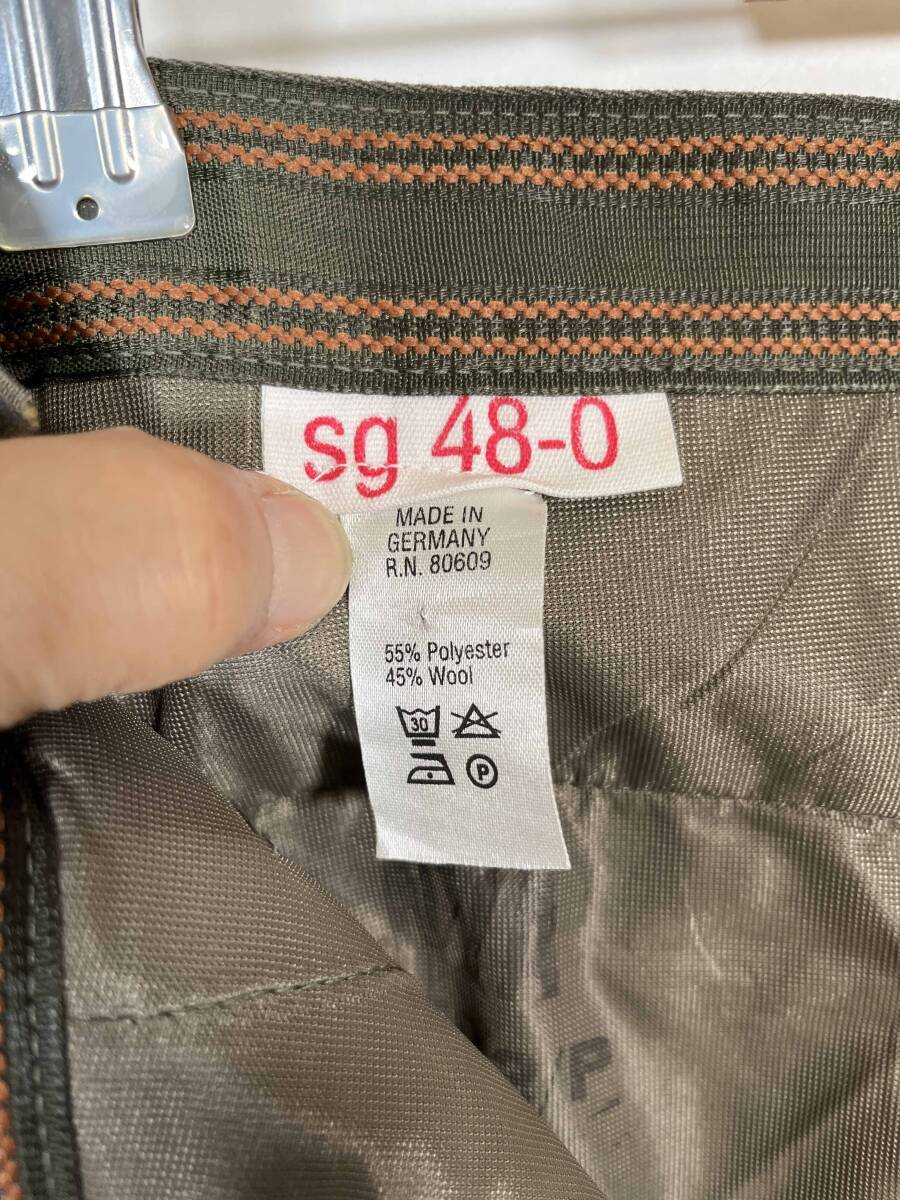 sg 48-0
MADE IN
GERMANY
R.N. 80609
55% Polyester
45% Wool
30
P
P